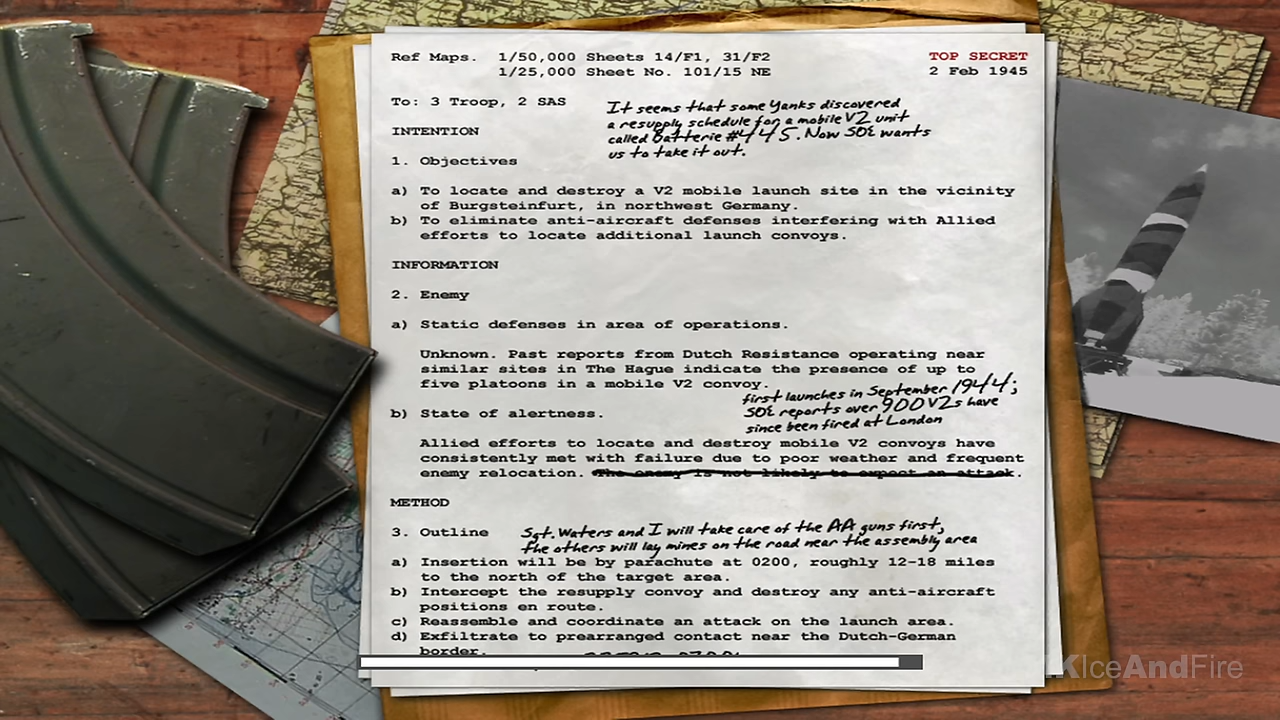 Ref Maps. 1/50,000 Sheets 14/F1, 31/F2
TOP SECRET
1/25,000 Sheet No. 101/15 NE
2 Feb 1945
To: 3 Troop, 2 SAS
It seems that some Yanks discovered
a resupply schedule for a mobile V2 unit
called Batterie #445. Now SOE wants
us to take it out.
INTENTION
1. Objectives
a) To locate and destroy a V2 mobile launch site in the vicinity
of Burgsteinfurt, in northwest Germany.
b) To eliminate anti-aircraft defenses interfering with Allied
efforts to locate additional launch convoys.
INFORMATION
2. Enemy
a) Static defenses in area of operations.
Unknown. Past reports from Dutch Resistance operating near
similar sites in The Hague indicate the presence of up to
five platoons in a mobile V2 convoy.
first launches in September 1944;
SOE reports over 900 V2s have
since been fired at London
b) State of alertness.
Allied efforts to locate and destroy mobile V2 convoys have
consistently met with failure due to poor weather and frequent
enemy relocation. The enemy is not likely to expect an attack.
METHOD
3. Outline
Sgt. Waters and I will take care of the AA guns first,
the others will lay mines on the road near the assembly area
a) Insertion will be by parachute at 0200, roughly 12-18 miles
to the north of the target area.
b) Intercept the resupply convoy and destroy any anti-aircraft
positions en route.
c) Reassemble and coordinate an attack on the launch area.
d) Exfiltrate to prearranged contact near the Dutch-German
border.
KIceAndFire